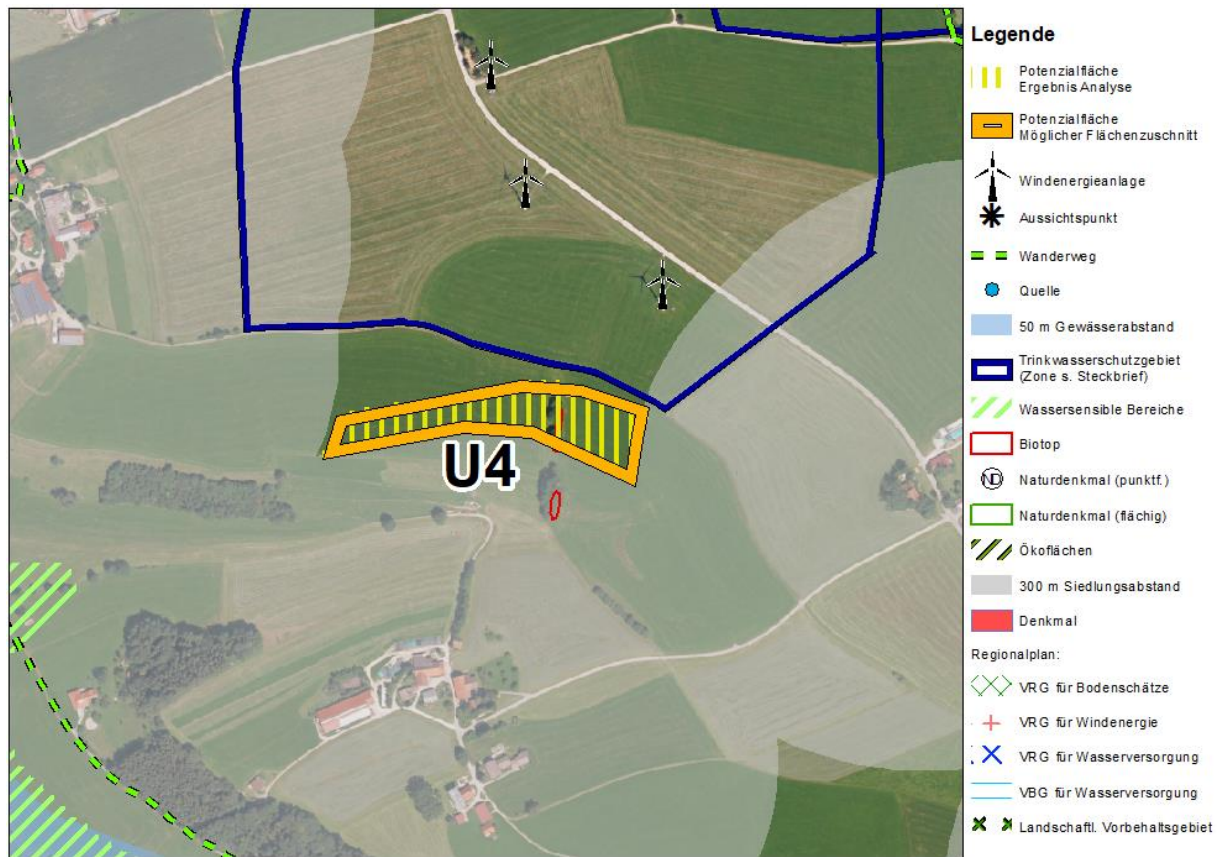 U4
Legende
Potenzialfläche
Ergebnis Analyse
Potenzialfläche
Möglicher Flächenzuschnitt
Windenergieanlage
Aussichtspunkt
Wanderweg
Quelle
50 m Gewässerabstand
Trinkwasserschutzgebiet
(Zone s. Steckbrief)
Wassersensible Bereiche
Biotop
ND Naturdenkmal (punktf.)
Naturdenkmal (flächig)
Ökoflächen
300 m Siedlungsabstand
Denkmal
Regionalplan:
VRG für Bodenschätze
VRG für Windenergie
VRG für Wasserversorgung
VBG für Wasserversorgung
Landschaftl. Vorbehaltsgebiet